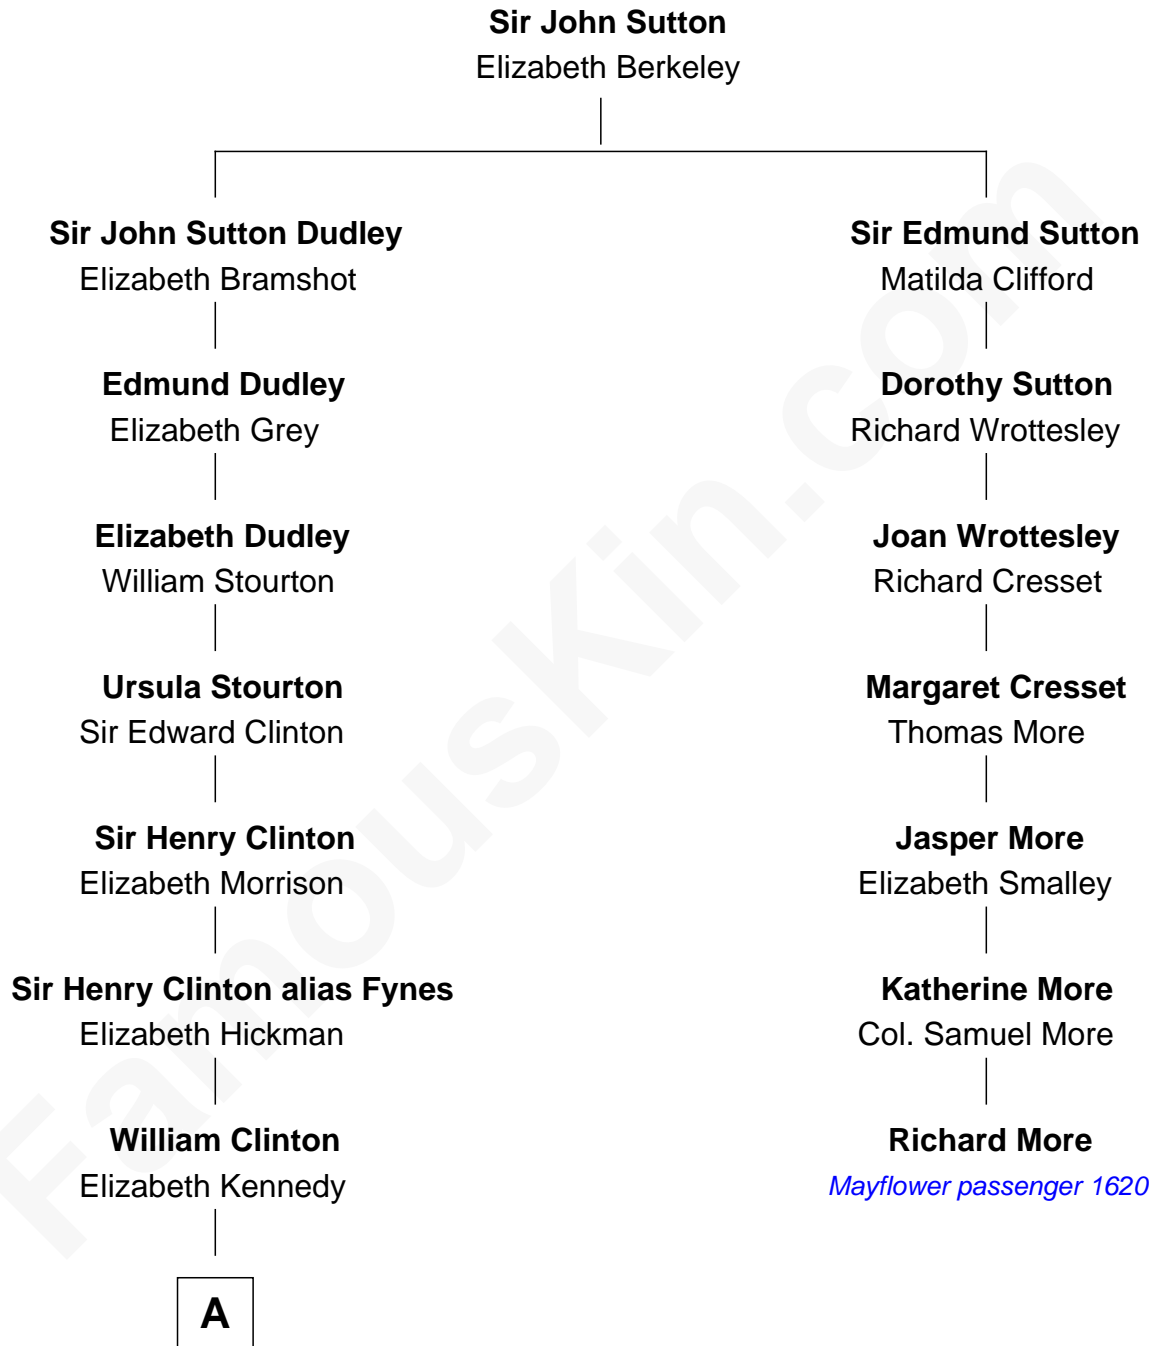 Sir John Sutton
Elizabeth Berkeley
Sir John Sutton Dudley
Elizabeth Bramshot
Edmund Dudley
Elizabeth Grey
Elizabeth Dudley
William Stourton
Ursula Stourton
Sir Edward Clinton
Sir Henry Clinton
Elizabeth Morrison
Sir Henry Clinton alias Fynes
Elizabeth Hickman
William Clinton
Elizabeth Kennedy
A
Sir Edmund Sutton
Matilda Clifford
Dorothy Sutton
Richard Wrottesley
Joan Wrottesley
Richard Cresset
Margaret Cresset
Thomas More
Jasper More
Elizabeth Smalley
Katherine More
Col. Samuel More
Richard More
Mayflower passenger 1620
FamousKin.com